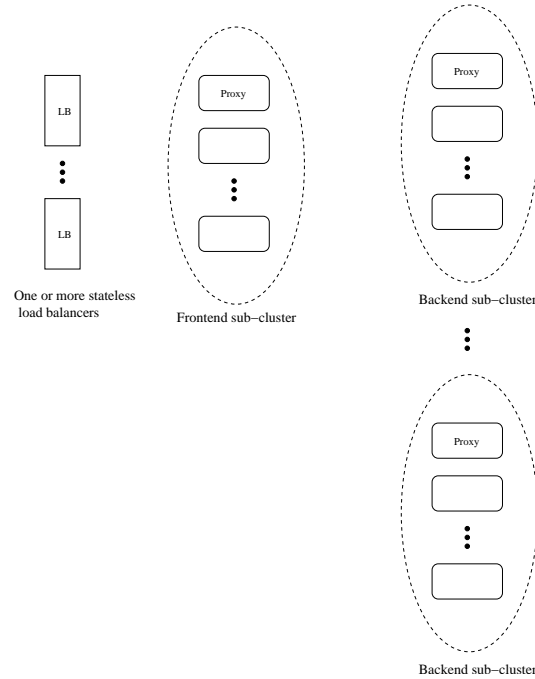 LB
LB
One or more stateless
load balancers
Proxy
Frontend sub−cluster
Proxy
Backend sub−cluster
Proxy
Backend sub−cluster